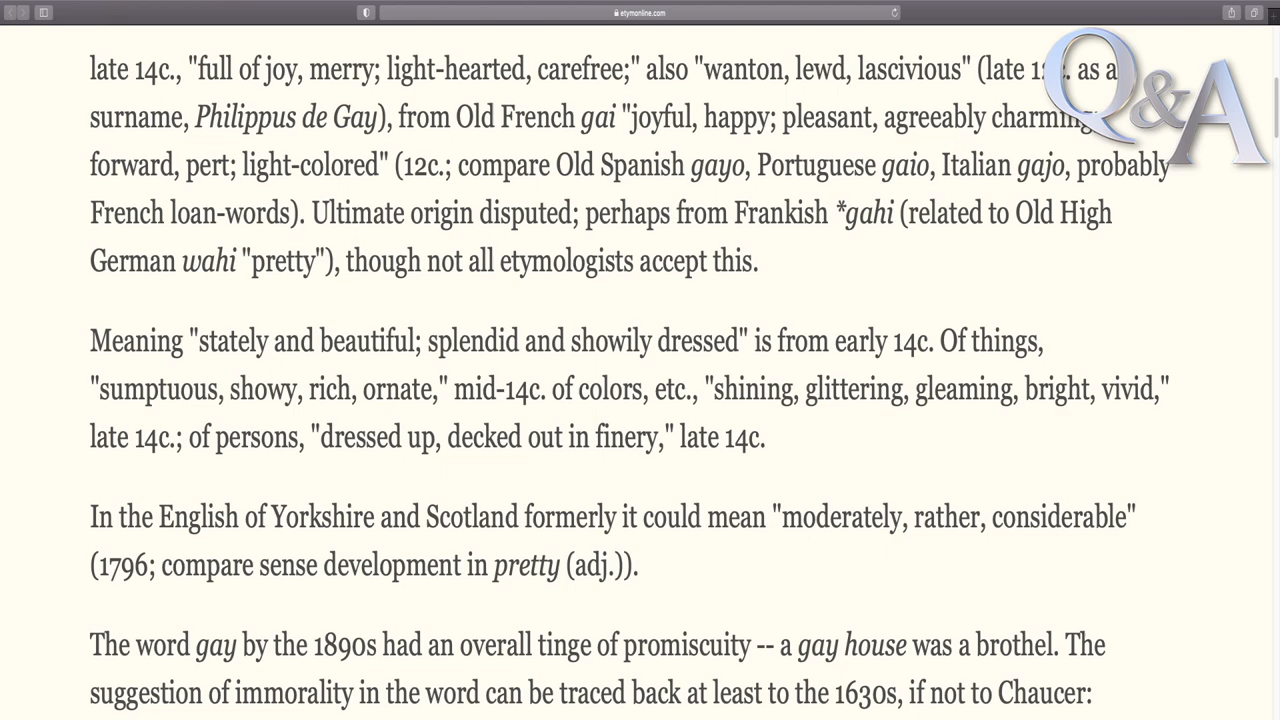 etymonline.com
Q&A
late 14c., "full of joy, merry; light-hearted, carefree;" also "wanton, lewd, lascivious" (late c. as a
surname, Philippus de Gay), from Old French gai "joyful, happy; pleasant, agreeably charming
forward, pert; light-colored" (12c.; compare Old Spanish gayo, Portuguese gaio, Italian gajo, probably
French loan-words). Ultimate origin disputed; perhaps from Frankish *gahi (related to Old High
German wahi "pretty"), though not all etymologists accept this.
Meaning "stately and beautiful; splendid and showily dressed" is from early 14c. Of things,
"sumptuous, showy, rich, ornate," mid-14c. of colors, etc., "shining, glittering, gleaming, bright, vivid,"
late 14c.; of persons, "dressed up, decked out in finery," late 14c.
In the English of Yorkshire and Scotland formerly it could mean "moderately, rather, considerable"
(1796; compare sense development in pretty (adj.)).
The word gay by the 1890s had an overall tinge of promiscuity -- a gay house was a brothel. The
suggestion of immorality in the word can be traced back at least to the 1630s, if not to Chaucer: